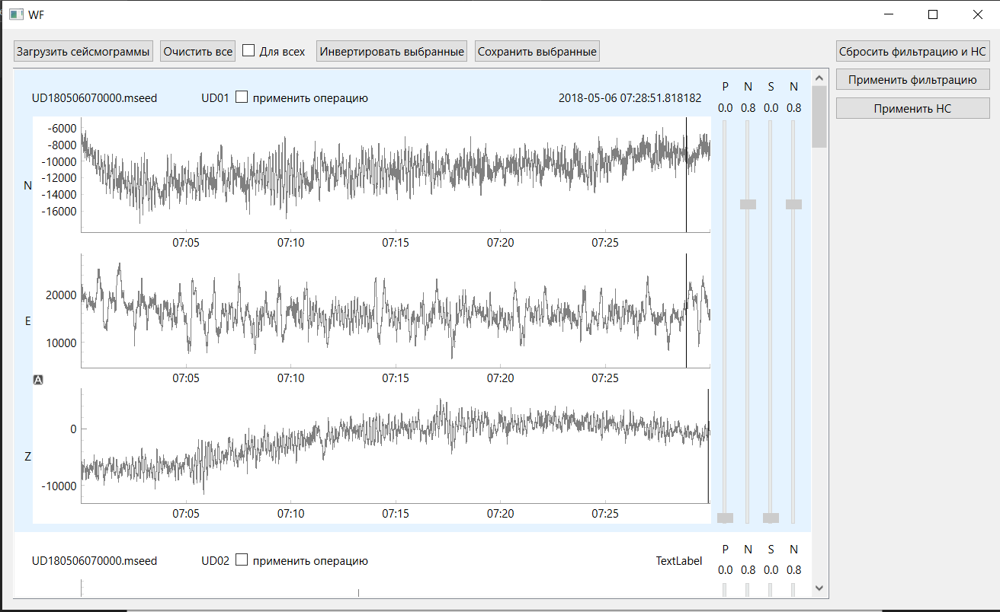 WF
Загрузить сейсмограммы Очистить все Для всех Инвертировать выбранные Сохранить выбранные Сбросить фильтрацию и НС
Применить фильтрацию
Применить НС
UD180506070000.mseed UD01 применить операцию 2018-05-06 07:28:51.818182
P N S N
0.0 0.8 0.0 0.8
-6000
-8000
-10000
-12000
-14000
-16000
N
07:05 07:10 07:15 07:20 07:25
20000
E
10000
07:05 07:10 07:15 07:20 07:25
A
0
Z
-10000
07:05 07:10 07:15 07:20 07:25
UD180506070000.mseed UD02 применить операцию TextLabel
P N S N
0.0 0.8 0.0 0.8